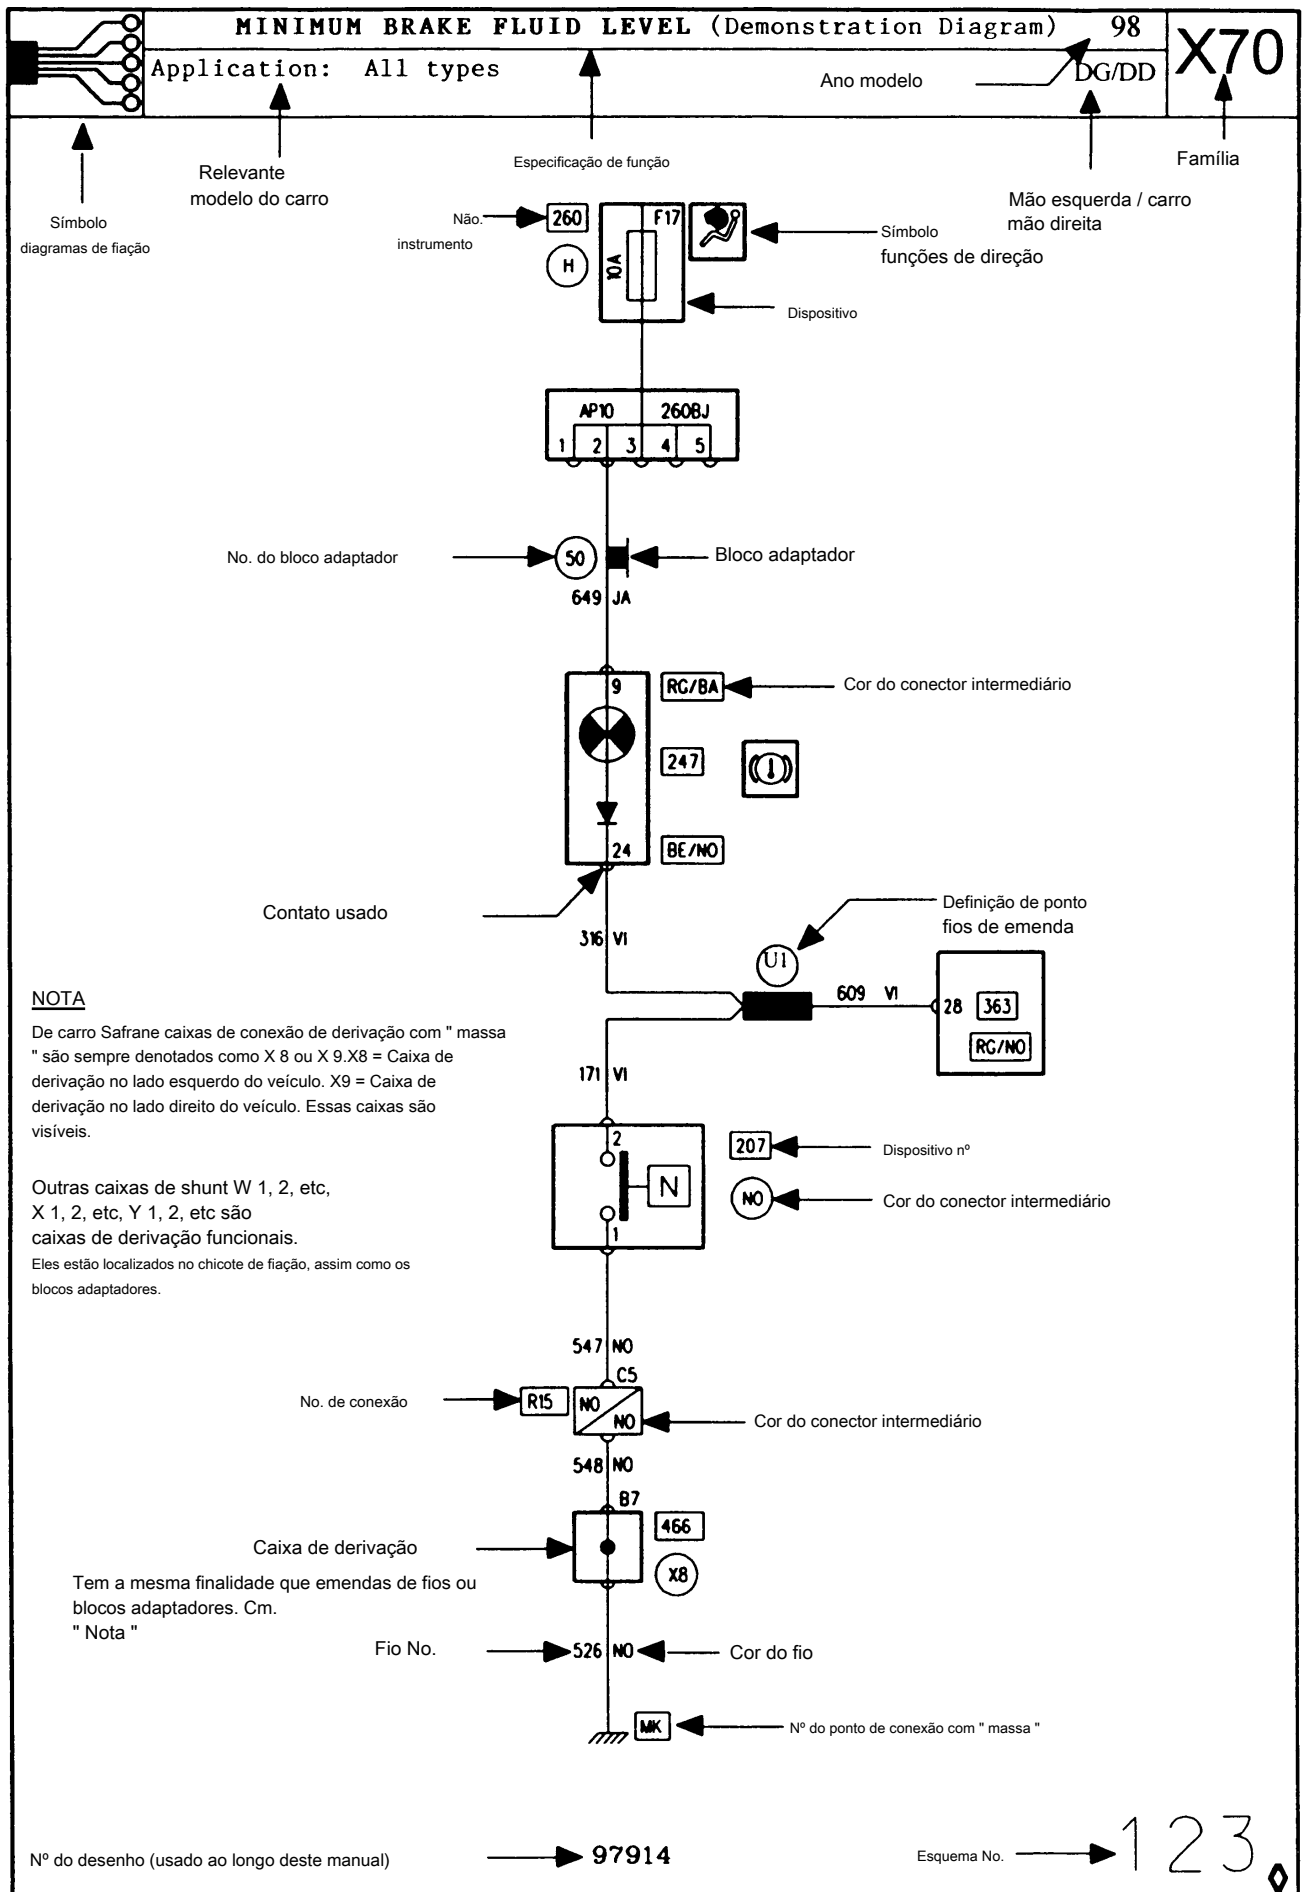 MINIMUM BRAKE FLUID LEVEL (Demonstration Diagram) 98
X70
Application: All types
Ano modelo
DG/DD
Especificação de função
Família
Relevante
modelo do carro
Mão esquerda / carro
mão direita
Símbolo
diagramas de fiação
Não.
instrumento
260
H
F17
10A
Símbolo
funções de direção
Dispositivo
AP10 260BJ
1 2 3 4 5
No. do bloco adaptador
50
Bloco adaptador
649 JA
9
RG/BA
Cor do conector intermediário
247
24
BE/NO
Contato usado
Definição de ponto
fios de emenda
316 VI
U1
609 VI
28
363
RG/NO
NOTA
De carro Safrane caixas de conexão de derivação com " massa
" são sempre denotados como X 8 ou X 9.X8 = Caixa de
derivação no lado esquerdo do veículo. X9 = Caixa de
derivação no lado direito do veículo. Essas caixas são
visíveis.
171 VI
2
N
1
207
Dispositivo nº
NO
Cor do conector intermediário
Outras caixas de shunt W 1, 2, etc,
X 1, 2, etc, Y 1, 2, etc são
caixas de derivação funcionais.
Eles estão localizados no chicote de fiação, assim como os
blocos adaptadores.
547 NO
C5
No. de conexão
R15
NO
NO
Cor do conector intermediário
548 NO
B7
466
Caixa de derivação
X8
Tem a mesma finalidade que emendas de fios ou
blocos adaptadores. Cm.
" Nota "
Fio No.
526 NO
Cor do fio
MK
Nº do ponto de conexão com " massa "
Nº do desenho (usado ao longo deste manual)
97914
Esquema No.
123